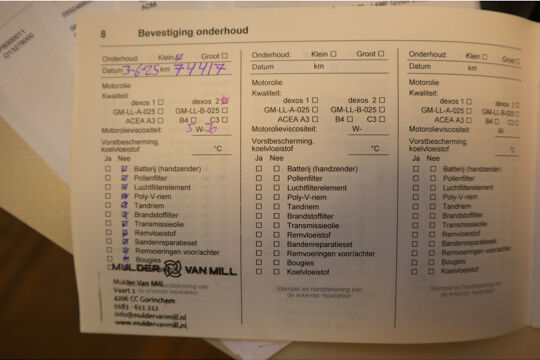 8 Bevestiging onderhoud
Onderhoud: Klein Groot
Datum 3-6-25 km 74417
Motorolie
Kwaliteit:
dexos 1 dexos 2
GM-LL-A-025 GM-LL-B-025
ACEA A3 B4 C3
Motorolieviscositeit: 5 W-30
Vorstbescherming,
koelvloeistof °C
Ja Nee
Batterij (handzender)
Pollenfilter
Luchtfilterelement
Poly-V-riem
Tandriem
Brandstoffilter
Transmissieolie
Remvloeistof
Bandenreparatieset
Remvoeringen voor/achter
Bougies
MULDER VAN MILL
Mulder Van Mill
Vaart 1
4206 CC Gorinchem
0183 - 611 212
info@muldervanmill.nl
www.muldervanmill.nl
Onderhoud: Klein Groot
Datum km
Motorolie
Kwaliteit:
dexos 1 dexos 2
GM-LL-A-025 GM-LL-B-025
ACEA A3 B4 C3
Motorolieviscositeit: W-
Vorstbescherming,
koelvloeistof °C
Ja Nee
Batterij (handzender)
Pollenfilter
Luchtfilterelement
Poly-V-riem
Tandriem
Brandstoffilter
Transmissieolie
Remvloeistof
Bandenreparatieset
Remvoeringen voor/achter
Bougies
Koelvloeistof
Stempel en handtekening van
de erkende reparateur
Onderhoud: Klein Groot
Datum km
Motorolie
Kwaliteit:
dexos 1 dexos 2
GM-LL-A-025 GM-LL-B-025
ACEA A3 B4 C3
Motorolieviscositeit: W-
Vorstbescherming,
koelvloeistof °C
Ja Nee
Batterij (handzender)
Pollenfilter
Luchtfilterelement
Poly-V-riem
Tandriem
Brandstoffilter
Transmissieolie
Remvloeistof
Bandenreparatieset
Remvoeringen voor/achter
Bougies
Koelvloeistof
Stempel en handtekening van
de erkende reparateur